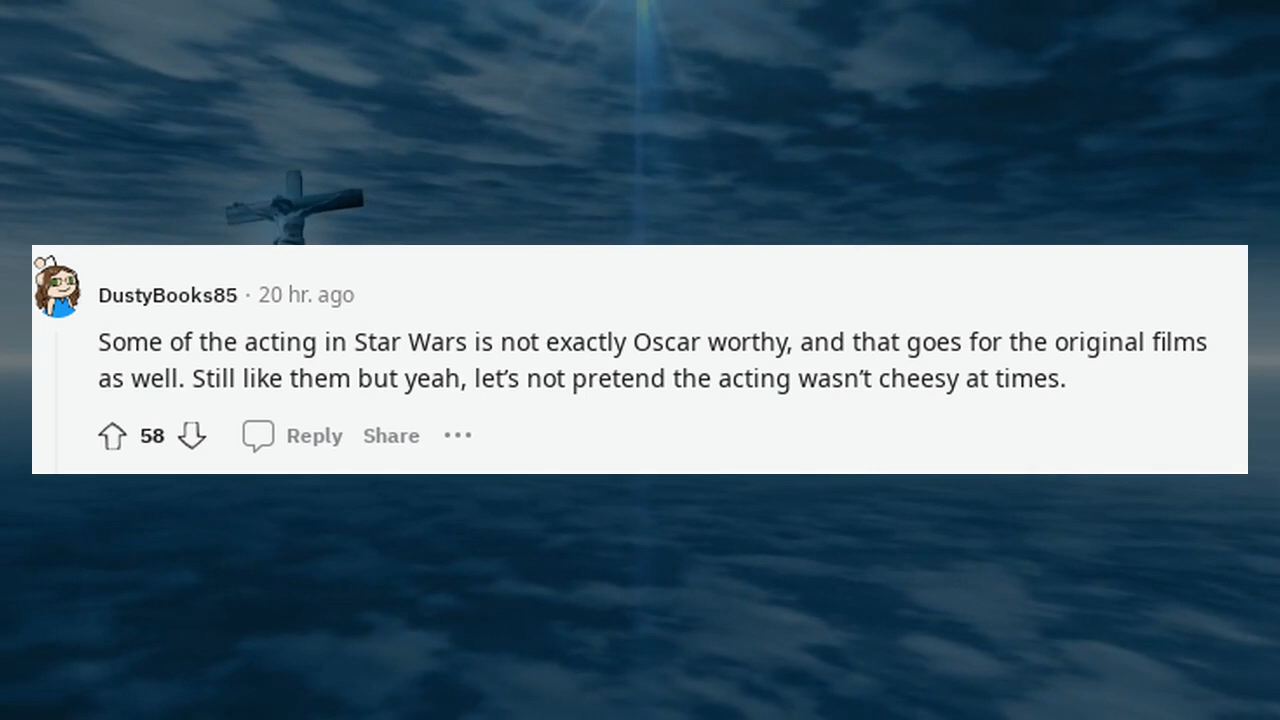 DustyBooks85 · 20 hr. ago
Some of the acting in Star Wars is not exactly Oscar worthy, and that goes for the original films
as well. Still like them but yeah, let’s not pretend the acting wasn’t cheesy at times.
58 Reply Share ···